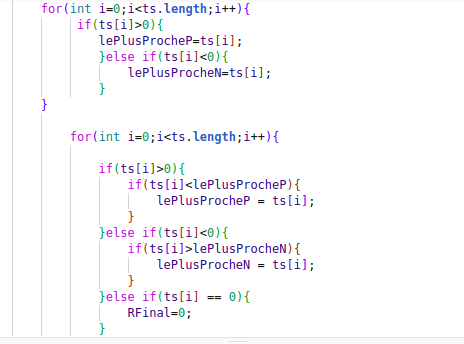 for(int i=0;i<ts.length;i++){
if(ts[i]>0){
lePlusProcheP=ts[i];
}else if(ts[i]<0){
lePlusProcheN=ts[i];
}
}
for(int i=0;i<ts.length;i++){
if(ts[i]>0){
if(ts[i]<lePlusProcheP){
lePlusProcheP = ts[i];
}
}else if(ts[i]<0){
if(ts[i]>lePlusProcheN){
lePlusProcheN = ts[i];
}
}else if(ts[i] == 0){
RFinal=0;
}